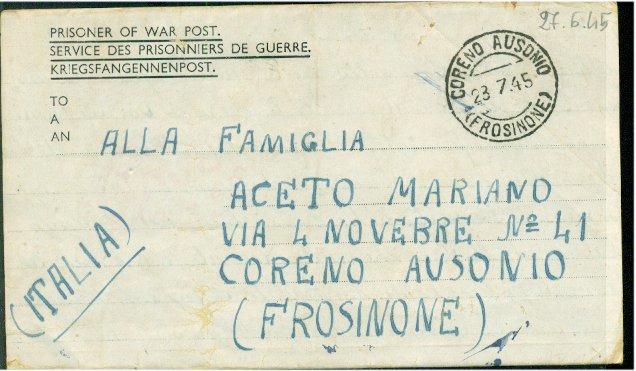 27.6.45
PRISONER OF WAR POST.
SERVICE DES PRISONNIERS DE GUERRE.
KRIEGSFANGENNENPOST.
CORENO AUSONIO
23 7.45
(FROSINONE)
TO
A
AN
ALLA FAMIGLIA
ACETO MARIANO
VIA 4 NOVEBRE Nº 41
CORENO AUSONIO
(FROSINONE)
(ITALIA)